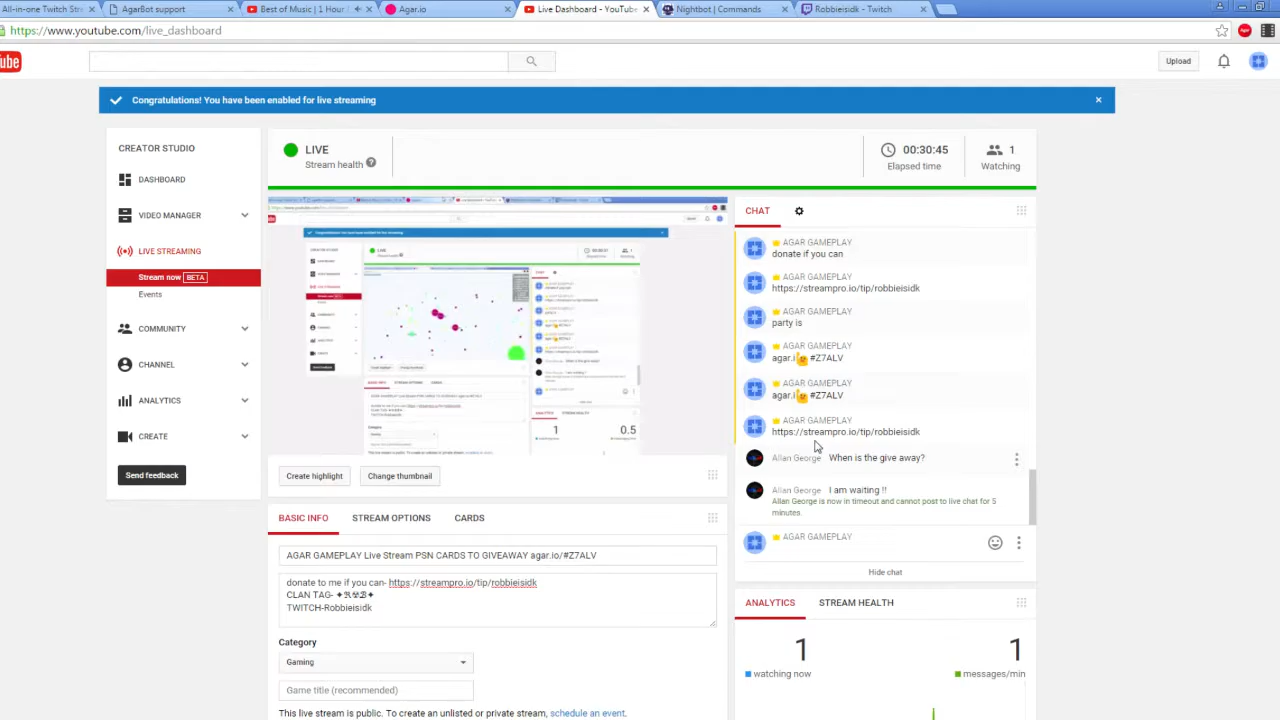 All-in-one Twitch Stre
AgarBot support
Best of Music | 1 Hour
Agar.io
Live Dashboard - YouTube
Nightbot | Commands
Robbieisidk - Twitch
https://www.youtube.com/live_dashboard
Upload
Congratulations! You have been enabled for live streaming
CREATOR STUDIO
DASHBOARD
VIDEO MANAGER
LIVE STREAMING
Stream now BETA
Events
COMMUNITY
CHANNEL
ANALYTICS
CREATE
Send feedback
LIVE
Stream health
00:30:45
Elapsed time
1
Watching
Create highlight
Change thumbnail
CHAT
AGAR GAMEPLAY
donate if you can
AGAR GAMEPLAY
https://streampro.io/tip/robbieisidk
AGAR GAMEPLAY
party is
AGAR GAMEPLAY
agar.i #Z7ALV
AGAR GAMEPLAY
agar.i #Z7ALV
AGAR GAMEPLAY
https://streampro.io/tip/robbieisidk
Allan George When is the give away?
Allan George I am waiting !!
Allan George is now in timeout and cannot post to live chat for 5
minutes.
AGAR GAMEPLAY
Hide chat
BASIC INFO
STREAM OPTIONS
CARDS
AGAR GAMEPLAY Live Stream PSN CARDS TO GIVEAWAY agar.io/#Z7ALV
donate to me if you can- https://streampro.io/tip/robbieisidk
CLAN TAG-
TWITCH-Robbieisidk
Category
Gaming
Game title (recommended)
This live stream is public. To create an unlisted or private stream, schedule an event.
ANALYTICS
STREAM HEALTH
1
watching now
1
messages/min